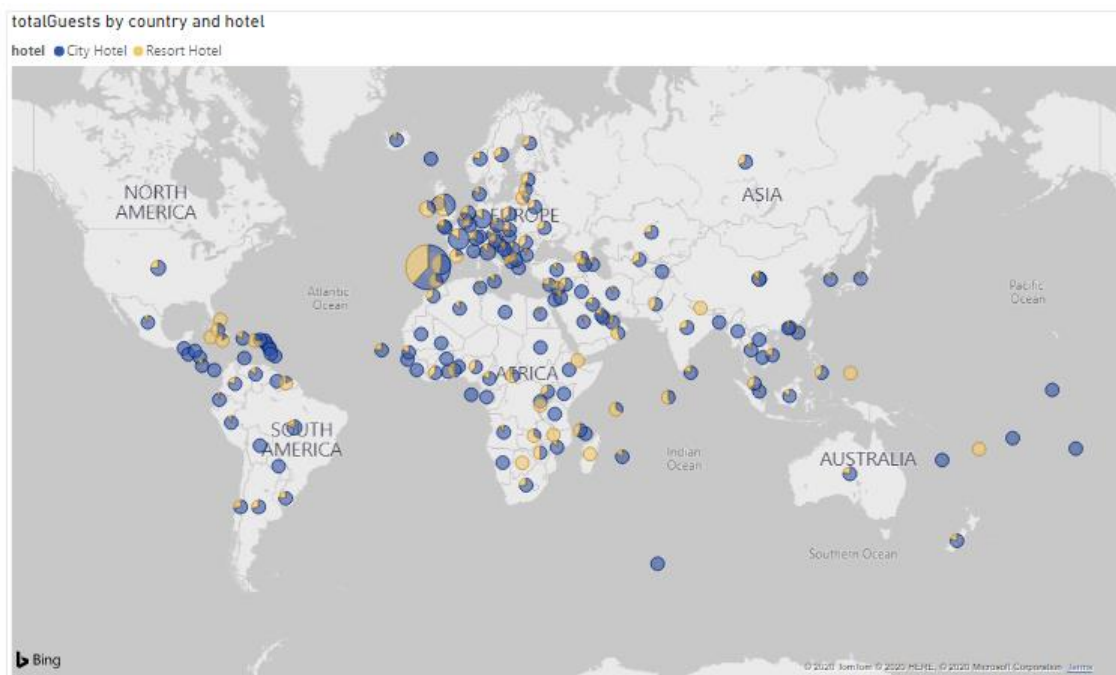 totalGuests by country and hotel
hotel City Hotel Resort Hotel
NORTH
AMERICA
ASIA
EUROPE
Atlantic
Ocean
Pacific
Ocean
AFRICA
SOUTH
AMERICA
Indian
Ocean
AUSTRALIA
Southern Ocean
Bing
© 2020 TomTom © 2020 HERE, © 2020 Microsoft Corporation Terms